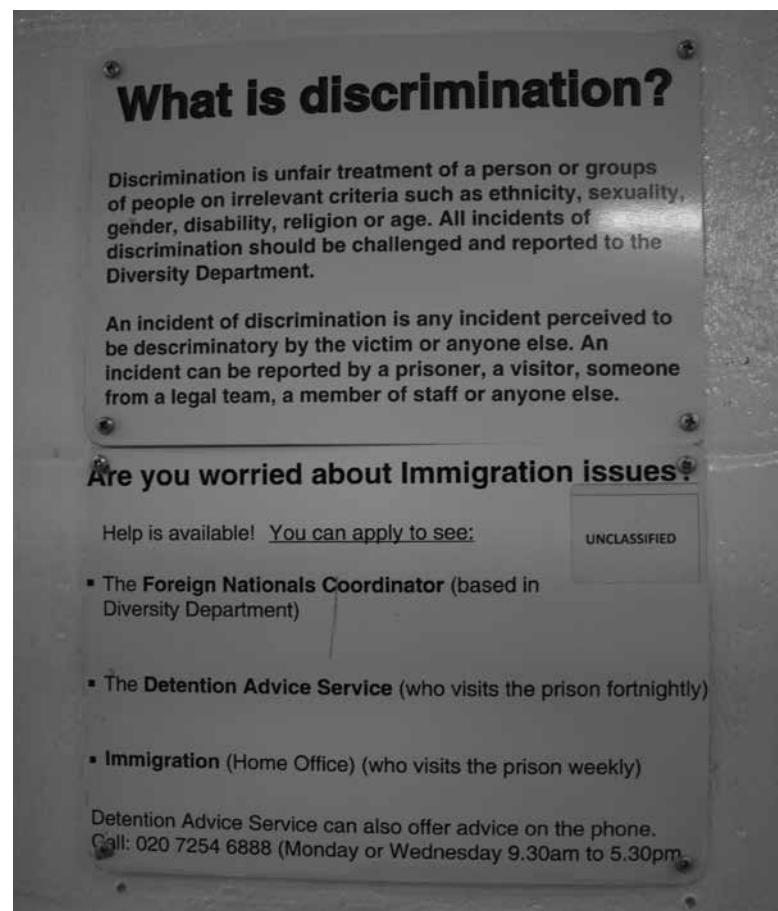 What is discrimination?
Discrimination is unfair treatment of a person or groups
of people on irrelevant criteria such as ethnicity, sexuality,
gender, disability, religion or age. All incidents of
discrimination should be challenged and reported to the
Diversity Department.
An incident of discrimination is any incident perceived to
be descriminatory by the victim or anyone else. An
incident can be reported by a prisoner, a visitor, someone
from a legal team, a member of staff or anyone else.
Are you worried about Immigration issues?
Help is available! You can apply to see:
UNCLASSIFIED
▪ The Foreign Nationals Coordinator (based in
Diversity Department)
▪ The Detention Advice Service (who visits the prison fortnightly)
▪ Immigration (Home Office) (who visits the prison weekly)
Detention Advice Service can also offer advice on the phone.
Call: 020 7254 6888 (Monday or Wednesday 9.30am to 5.30pm